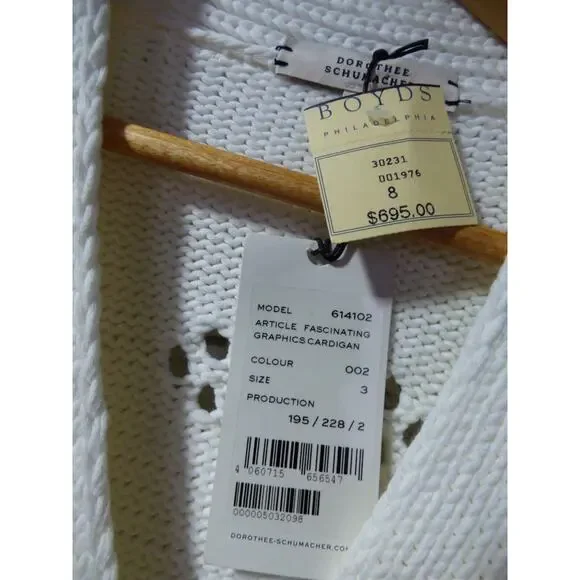 DOROTHEE
SCHUMACHER
BOYDS
PHILADELPHIA
30231
001976
8
$695.00
MODEL 614102
ARTICLE FASCINATING
GRAPHICS CARDIGAN
COLOUR 002
SIZE 3
PRODUCTION
195 / 228 / 2
4 060715 656547
000005032098
DOROTHEE-SCHUMACHER.COM